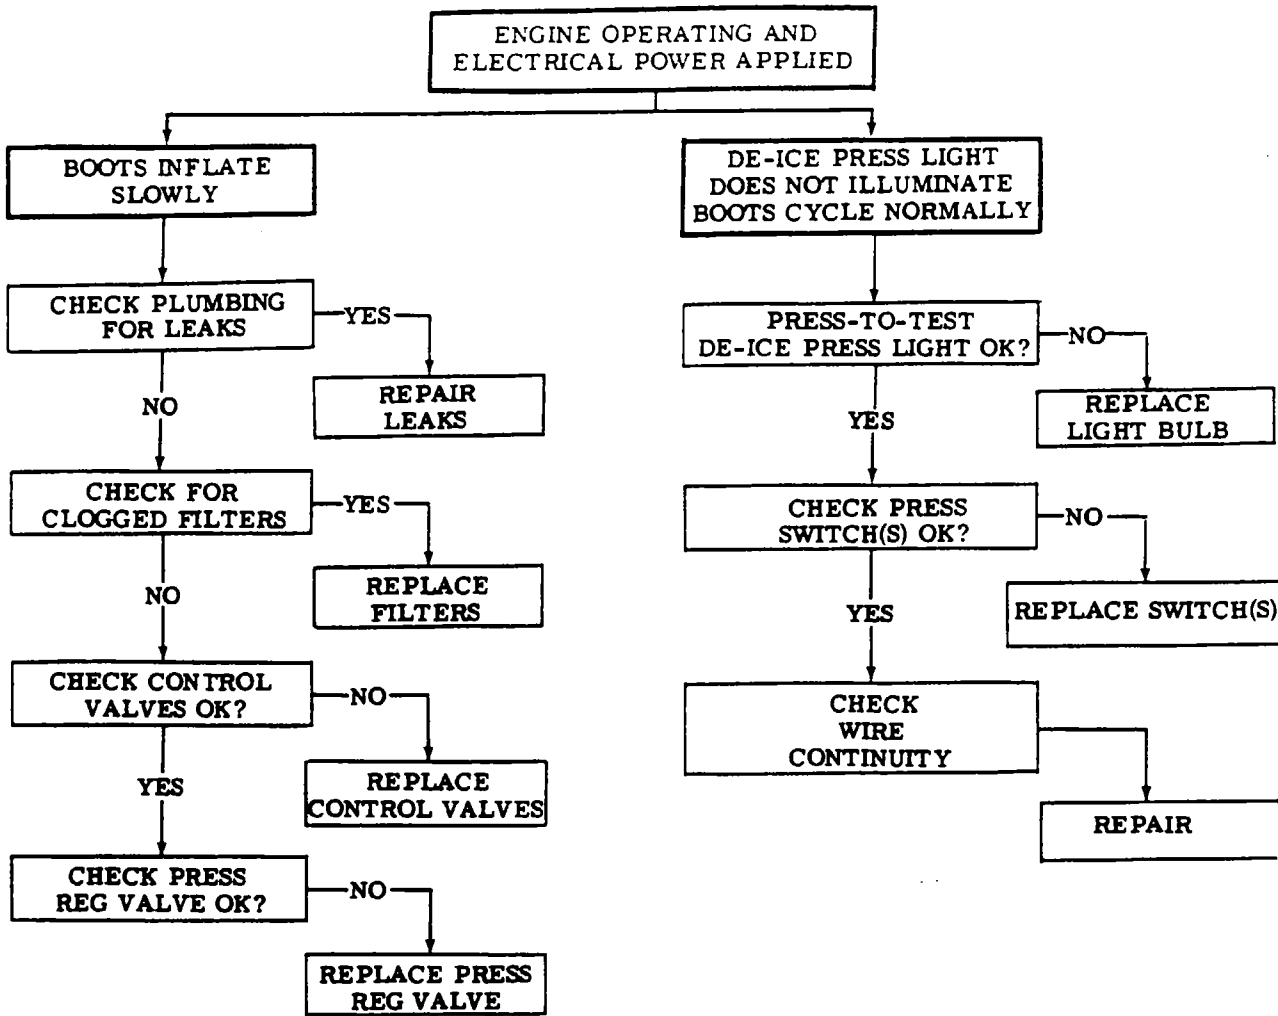 ENGINE OPERATING AND
ELECTRICAL POWER APPLIED
BOOTS INFLATE
SLOWLY
CHECK PLUMBING
FOR LEAKS
YES
REPAIR
LEAKS
NO
CHECK FOR
CLOGGED FILTERS
YES
REPLACE
FILTERS
NO
CHECK CONTROL
VALVES OK?
NO
REPLACE
CONTROL VALVES
YES
CHECK PRESS
REG VALVE OK?
NO
REPLACE PRESS
REG VALVE
DE-ICE PRESS LIGHT
DOES NOT ILLUMINATE
BOOTS CYCLE NORMALLY
PRESS-TO-TEST
DE-ICE PRESS LIGHT OK?
NO
REPLACE
LIGHT BULB
YES
CHECK PRESS
SWITCH(S) OK?
NO
REPLACE SWITCH(S)
YES
CHECK
WIRE
CONTINUITY
REPAIR